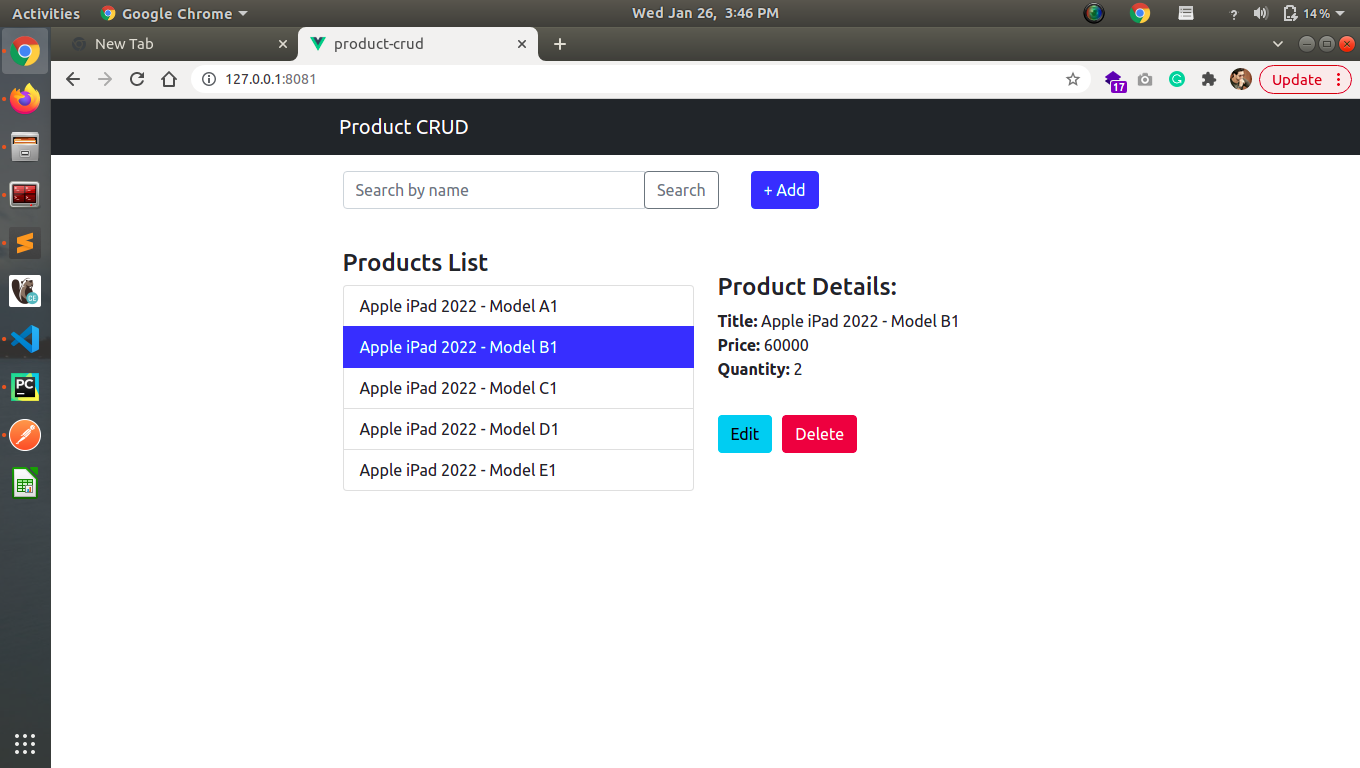 Activities Google Chrome Wed Jan 26, 3:46 PM ? 14 %
New Tab product-crud
127.0.0.1:8081 17 Update
Product CRUD
Search by name Search + Add
Products List
Apple iPad 2022 - Model A1
Apple iPad 2022 - Model B1
Apple iPad 2022 - Model C1
Apple iPad 2022 - Model D1
Apple iPad 2022 - Model E1
Product Details:
Title: Apple iPad 2022 - Model B1
Price: 60000
Quantity: 2
Edit Delete
CE
PC